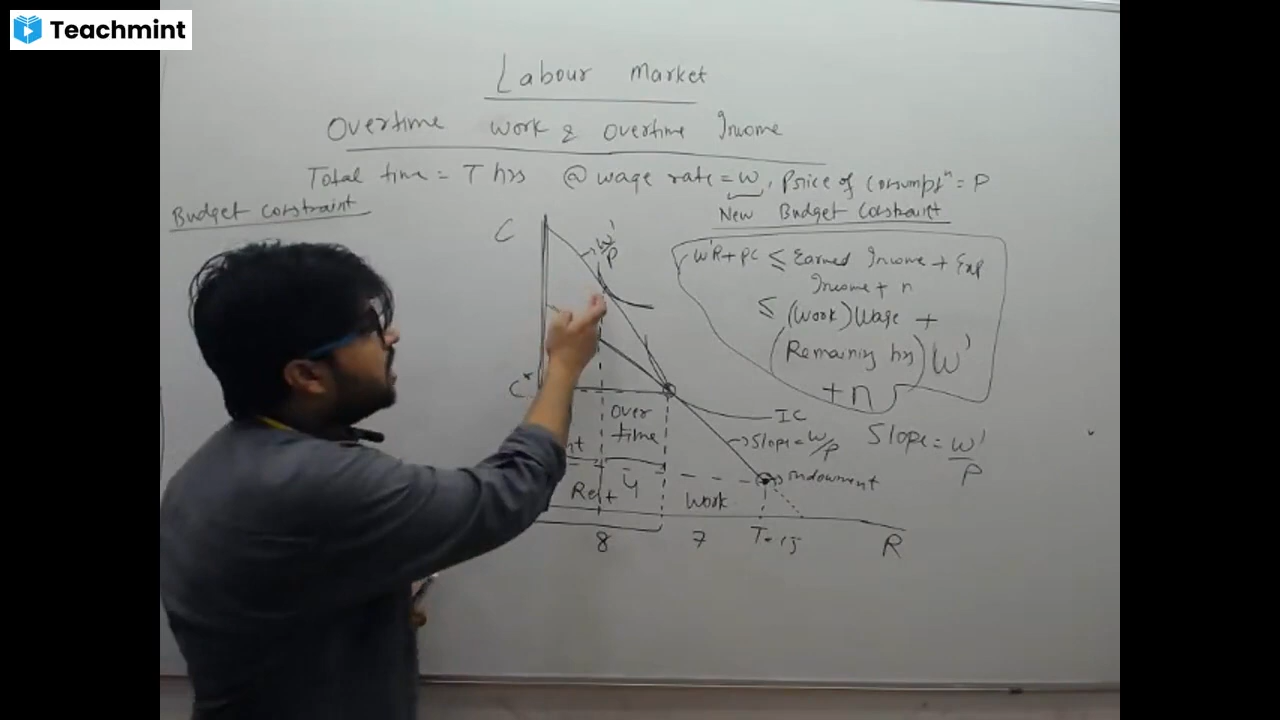 Teachmint
Labour Market
Overtime Work & Overtime Income
Total time = T hrs @ wage rate = W, Price of Consumptⁿ = P
Budget Constraint
New Budget Constraint
C
W'/P
W'R + PC ≤ Earned Income + Exp
Income + n
≤ (Work) Wage +
(Remaining hrs) W'
+ n
C*
Over
time
IC
Slope = W/P
Slope = W'/P
Endowment
Rest
4
Work
8
7
T = 15
R